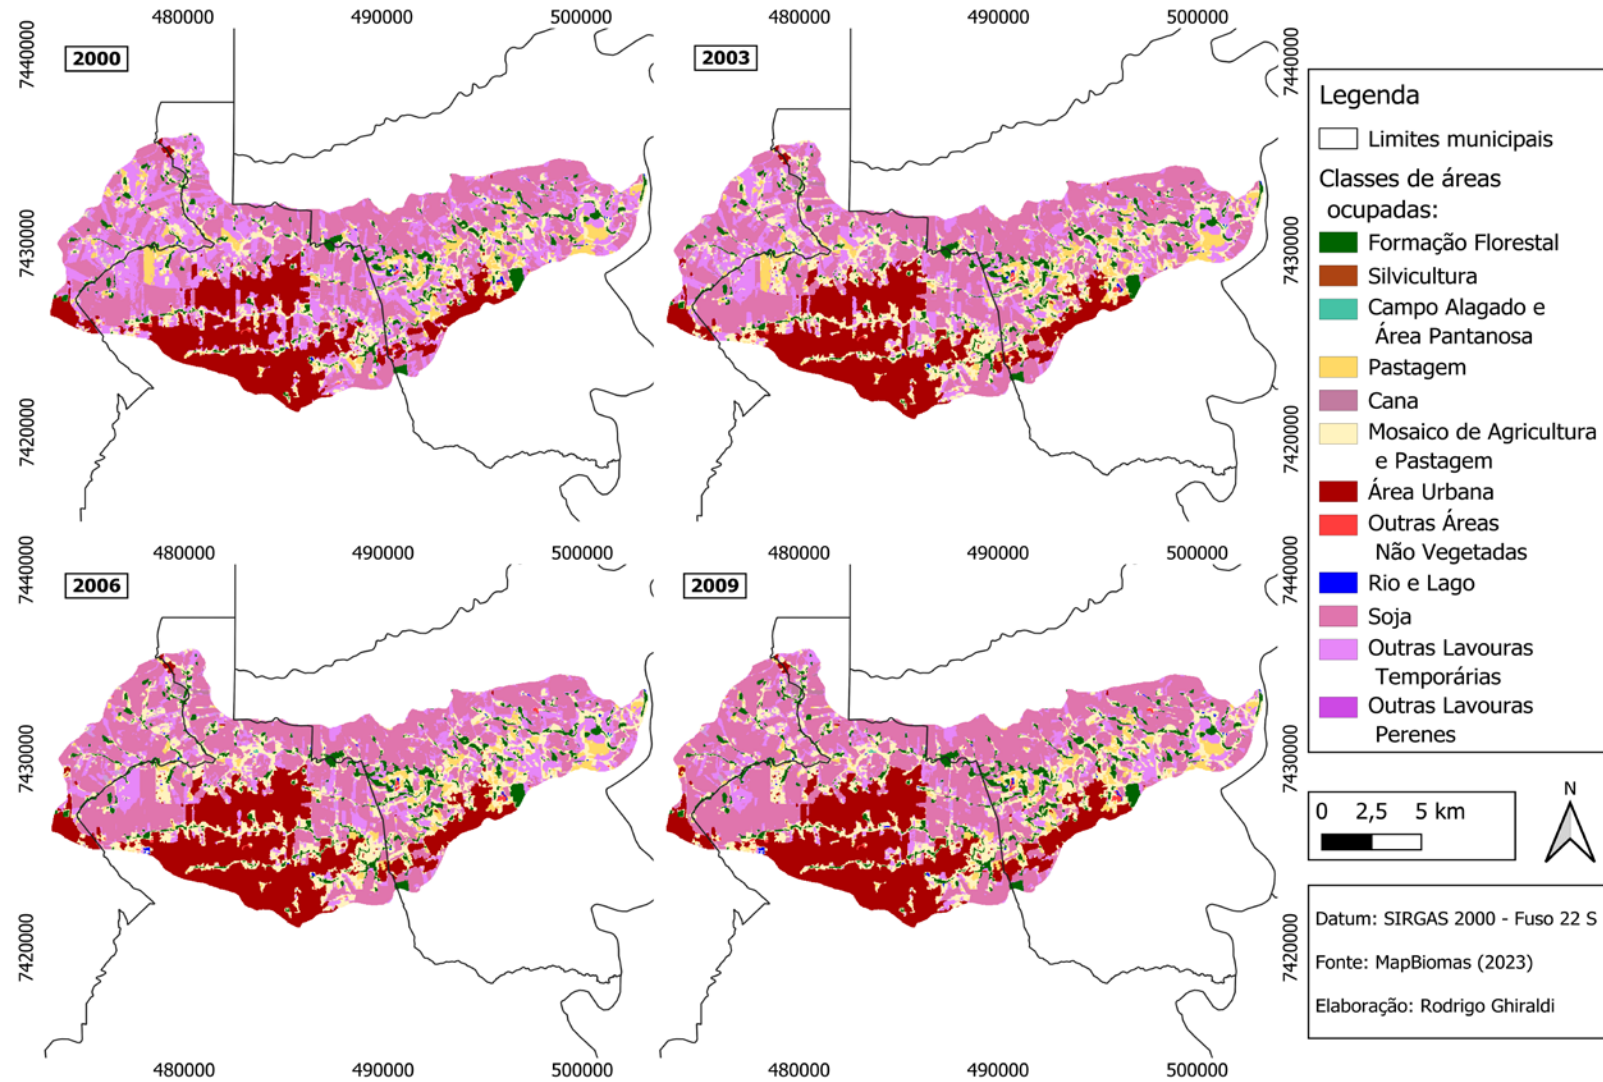 480000 490000 500000
480000 490000 500000
7440000
2000
2003
7440000
7430000
7430000
7420000
7420000
480000 490000 500000
480000 490000 500000
7440000
2006
2009
7440000
7430000
7430000
7420000
7420000
480000 490000 500000
480000 490000 500000
Legenda
Limites municipais
Classes de áreas
ocupadas:
Formação Florestal
Silvicultura
Campo Alagado e
Área Pantanosa
Pastagem
Cana
Mosaico de Agricultura
e Pastagem
Área Urbana
Outras Áreas
Não Vegetadas
Rio e Lago
Soja
Outras Lavouras
Temporárias
Outras Lavouras
Perenes
0 2,5 5 km
N
Datum: SIRGAS 2000 - Fuso 22 S
Fonte: MapBiomas (2023)
Elaboração: Rodrigo Ghiraldi